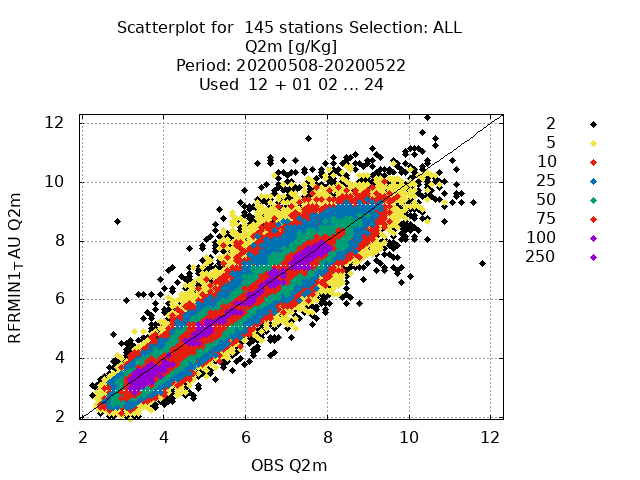 Scatterplot for  145 stations Selection: ALL
Q2m [g/Kg]
Period: 20200508-20200522
Used  12 + 01 02 ... 24
2
5
10
25
50
75
100
250
12
10
8
6
4
2
RFRMIN1TAU Q2m
2 4 6 8 10 12
OBS Q2m